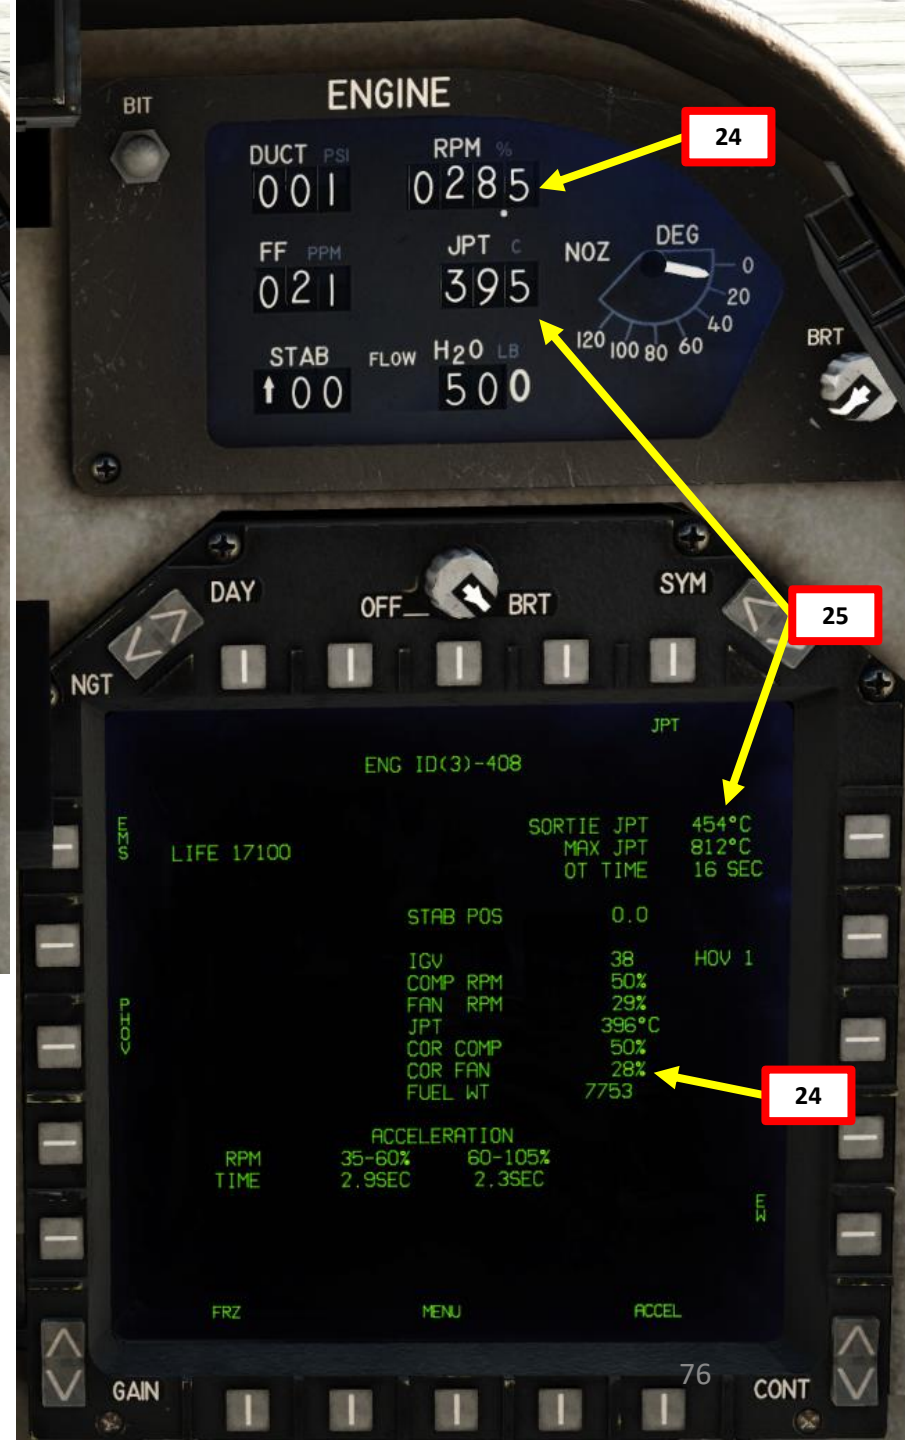 ENGINE
BIT
DUCT PSI
RPM %
001
028.5
24
FF PPM
JPT C
NOZ
DEG
021
395
0
20
40
60
80
100
120
STAB
FLOW
H2O LB
00
500
BRT
25
DAY
OFF
BRT
SYM
NGT
JPT
ENG ID(3)-408
EMS
SORTIE JPT 454°C
LIFE 17100
MAX JPT 812°C
OT TIME 16 SEC
STAB POS 0.0
IGV 38 HOV 1
COMP RPM 50%
FAN RPM 29%
PHOV
JPT 396°C
COR COMP 50%
COR FAN 28%
FUEL WT 7753
24
ACCELERATION
RPM 35-60% 60-105%
TIME 2.9SEC 2.3SEC
EW
FRZ MENU ACCEL
76
GAIN
CONT